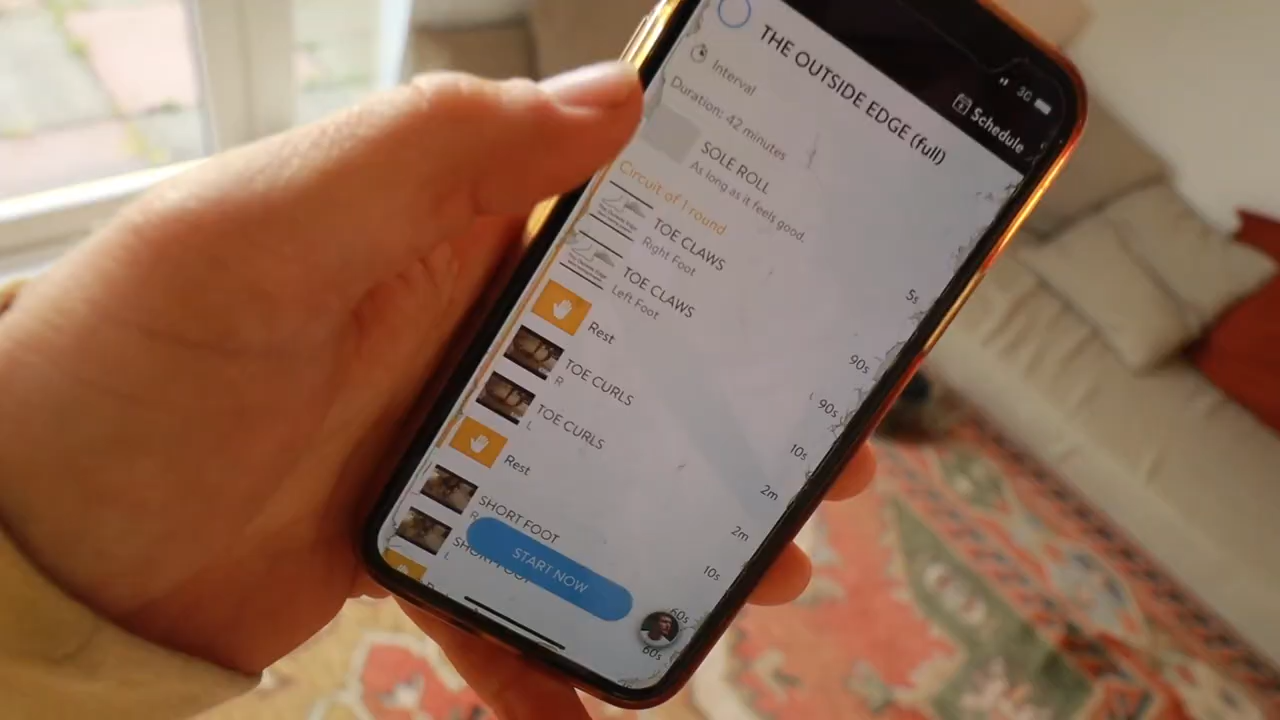 3G
Schedule
THE OUTSIDE EDGE (full)
Interval
Duration: 42 minutes
SOLE ROLL
As long as it feels good.
5s
Circuit of 1 round
TOE CLAWS
Right Foot
90s
TOE CLAWS
Left Foot
90s
Rest
10s
TOE CURLS
R
2m
TOE CURLS
L
2m
Rest
10s
SHORT FOOT
R
60s
SHORT FOOT
L
60s
START NOW